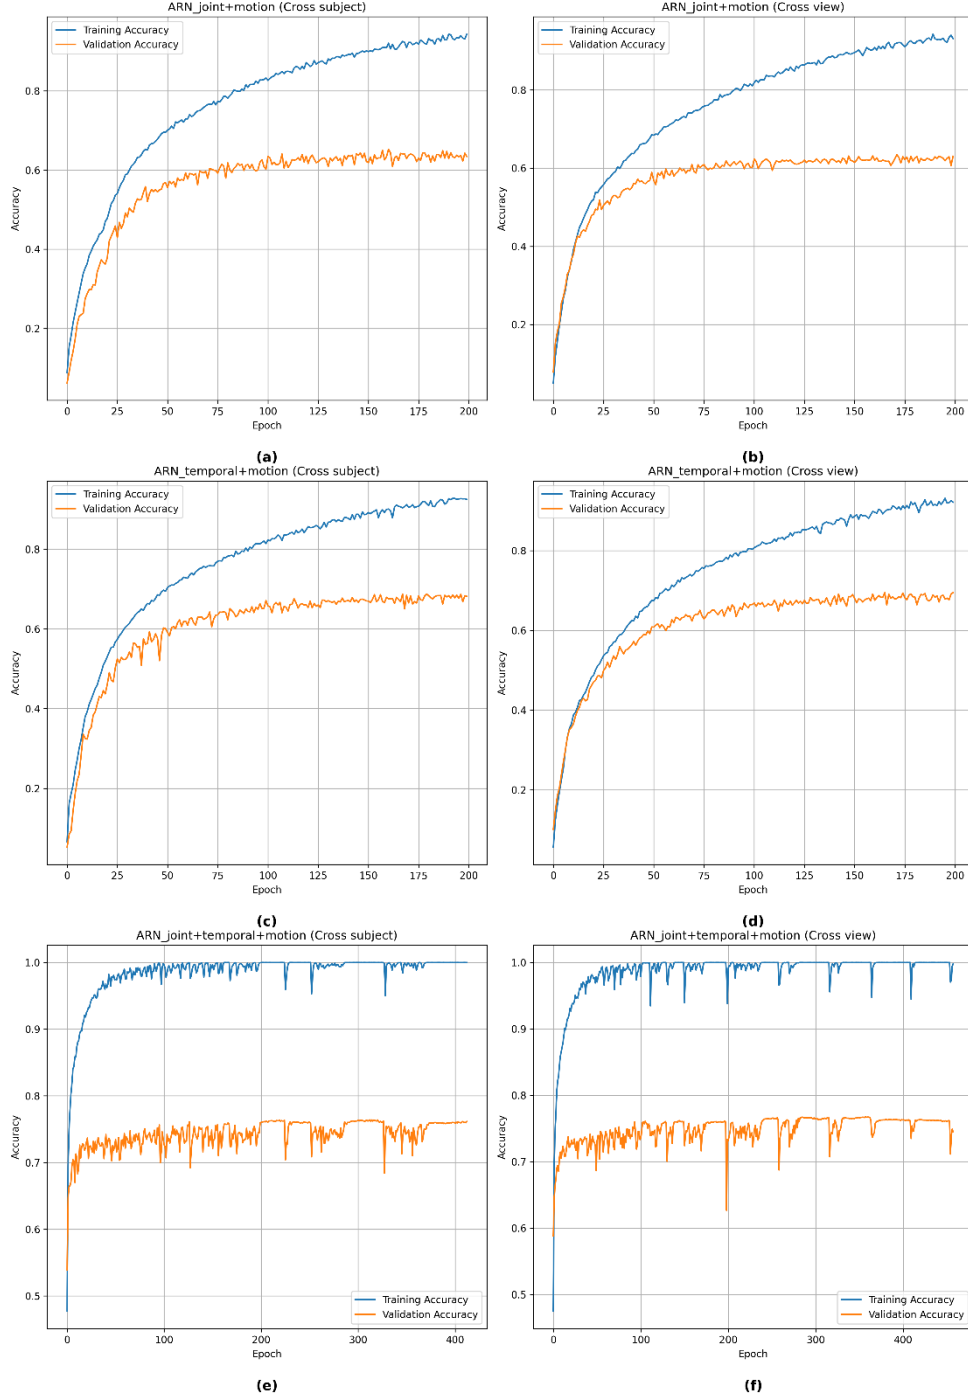 ARN_joint+motion (Cross subject)
Training Accuracy
Validation Accuracy
Accuracy
0.8
0.6
0.4
0.2
0 25 50 75 100 125 150 175 200
Epoch
(a)
ARN_joint+motion (Cross view)
Training Accuracy
Validation Accuracy
Accuracy
0.8
0.6
0.4
0.2
0 25 50 75 100 125 150 175 200
Epoch
(b)
ARN_temporal+motion (Cross subject)
Training Accuracy
Validation Accuracy
Accuracy
0.8
0.6
0.4
0.2
0 25 50 75 100 125 150 175 200
Epoch
(c)
ARN_temporal+motion (Cross view)
Training Accuracy
Validation Accuracy
Accuracy
0.8
0.6
0.4
0.2
0 25 50 75 100 125 150 175 200
Epoch
(d)
ARN_joint+temporal+motion (Cross subject)
1.0
0.9
0.8
0.7
0.6
0.5
Accuracy
Training Accuracy
Validation Accuracy
0 100 200 300 400
Epoch
(e)
ARN_joint+temporal+motion (Cross view)
1.0
0.9
0.8
0.7
0.6
0.5
Accuracy
Training Accuracy
Validation Accuracy
0 100 200 300 400
Epoch
(f)